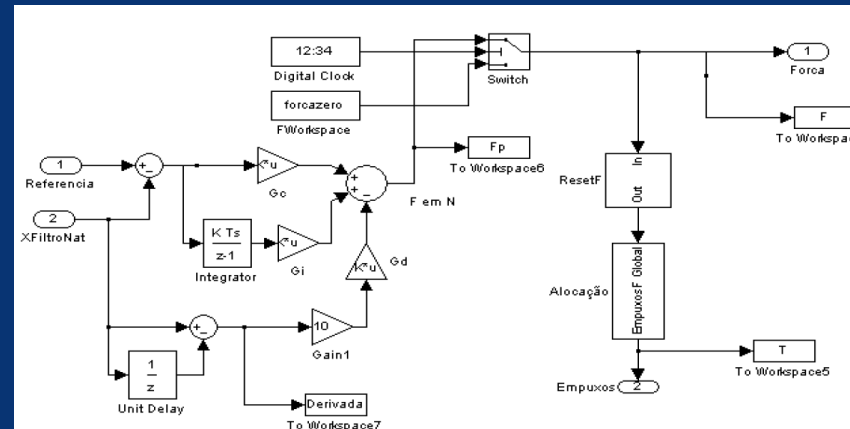 12:34
Digital Clock
forcazero
FWorkspace
Switch
1
Forca
F
To Workspac
Fp
To Workspace6
1
Referencia
+
-
K*u
Gc
+
+
-
F em N
In
Out
ResetF
2
XFiltroNat
K Ts
z-1
Integrator
K*u
Gi
K*u
Gd
EmpuxosF Global
Alocação
+
-
10
Gain1
1
z
Unit Delay
Derivada
To Workspace7
T
To Workspace5
Empuxos
2